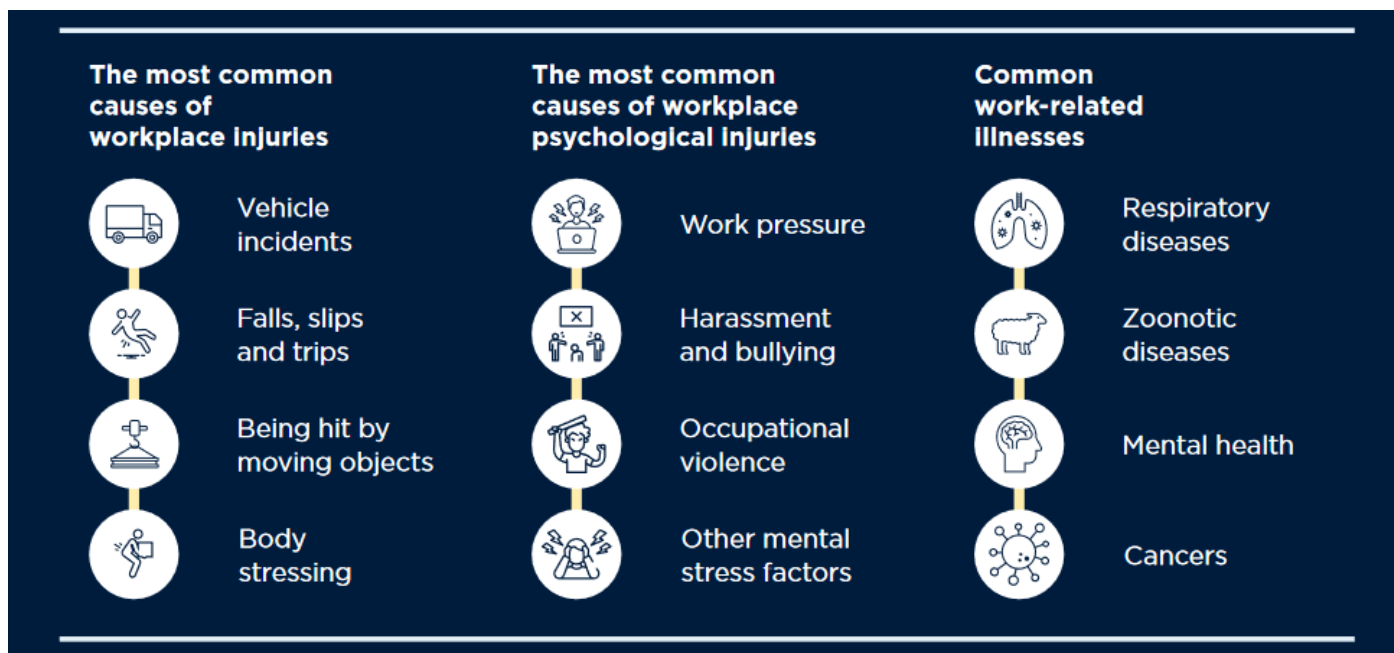 The most common
causes of
workplace injuries
Vehicle
incidents
Falls, slips
and trips
Being hit by
moving objects
Body
stressing
The most common
causes of workplace
psychological injuries
Work pressure
Harassment
and bullying
Occupational
violence
Other mental
stress factors
Common
work-related
illnesses
Respiratory
diseases
Zoonotic
diseases
Mental health
Cancers